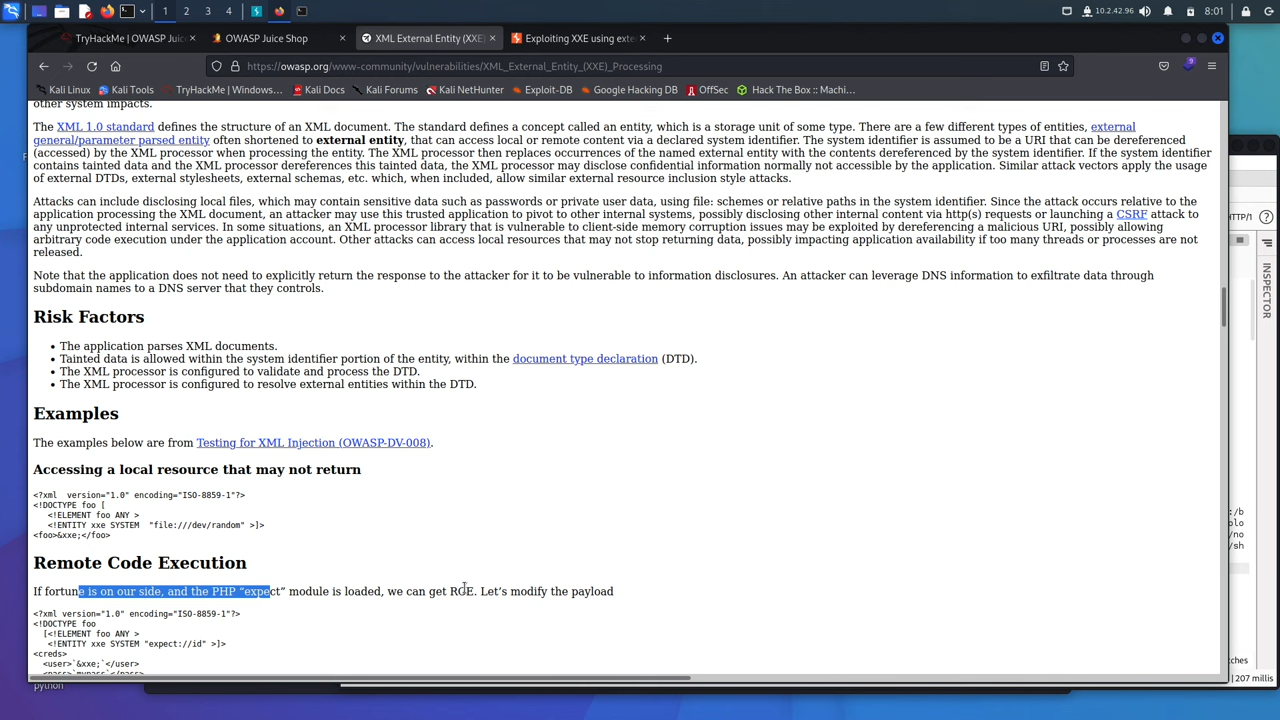 1 2 3 4
10.2.42.96 8:01
TryHackMe | OWASP Juic
OWASP Juice Shop
XML External Entity (XXE)
Exploiting XXE using exte
https://owasp.org/www-community/vulnerabilities/XML_External_Entity_(XXE)_Processing
9
Kali Linux Kali Tools TryHackMe | Windows... Kali Docs Kali Forums Kali NetHunter Exploit-DB Google Hacking DB OffSec Hack The Box :: Machi...
other system impacts.
The XML 1.0 standard defines the structure of an XML document. The standard defines a concept called an entity, which is a storage unit of some type. There are a few different types of entities, external
general/parameter parsed entity often shortened to external entity, that can access local or remote content via a declared system identifier. The system identifier is assumed to be a URI that can be dereferenced
(accessed) by the XML processor when processing the entity. The XML processor then replaces occurrences of the named external entity with the contents dereferenced by the system identifier. If the system identifier
contains tainted data and the XML processor dereferences this tainted data, the XML processor may disclose confidential information normally not accessible by the application. Similar attack vectors apply the usage
of external DTDs, external stylesheets, external schemas, etc. which, when included, allow similar external resource inclusion style attacks.
Attacks can include disclosing local files, which may contain sensitive data such as passwords or private user data, using file: schemes or relative paths in the system identifier. Since the attack occurs relative to the
application processing the XML document, an attacker may use this trusted application to pivot to other internal systems, possibly disclosing other internal content via http(s) requests or launching a CSRF attack to
any unprotected internal services. In some situations, an XML processor library that is vulnerable to client-side memory corruption issues may be exploited by dereferencing a malicious URI, possibly allowing
arbitrary code execution under the application account. Other attacks can access local resources that may not stop returning data, possibly impacting application availability if too many threads or processes are not
released.
Note that the application does not need to explicitly return the response to the attacker for it to be vulnerable to information disclosures. An attacker can leverage DNS information to exfiltrate data through
subdomain names to a DNS server that they controls.
Risk Factors
• The application parses XML documents.
• Tainted data is allowed within the system identifier portion of the entity, within the document type declaration (DTD).
• The XML processor is configured to validate and process the DTD.
• The XML processor is configured to resolve external entities within the DTD.
Examples
The examples below are from Testing for XML Injection (OWASP-DV-008).
Accessing a local resource that may not return
<?xml  version="1.0" encoding="ISO-8859-1"?>
<!DOCTYPE foo [
<!ELEMENT foo ANY >
<!ENTITY xxe SYSTEM  "file:///dev/random" >]>
<foo>&xxe;</foo>
Remote Code Execution
If fortune is on our side, and the PHP “expect” module is loaded, we can get RCE. Let’s modify the payload
<?xml version="1.0" encoding="ISO-8859-1"?>
<!DOCTYPE foo
[<!ELEMENT foo ANY >
<!ENTITY xxe SYSTEM "expect://id" >]>
<creds>
<user>`&xxe;`</user>
<pass>`mypass`</pass>
HTTP/1
INSPECTOR
:/b
olo
/no
/sh
tches
207 millis
python